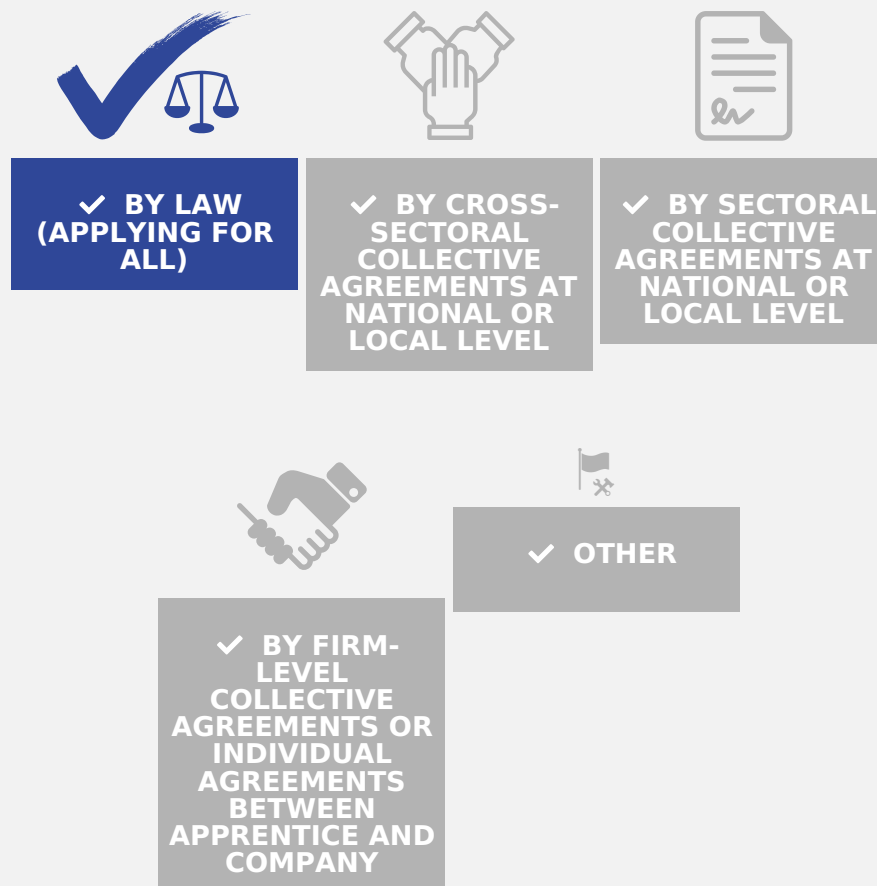 ✓ BY LAW
(APPLYING FOR
ALL)
✓ BY CROSS-
SECTORAL
COLLECTIVE
AGREEMENTS AT
NATIONAL OR
LOCAL LEVEL
✓ BY SECTORAL
COLLECTIVE
AGREEMENTS AT
NATIONAL OR
LOCAL LEVEL
✓ BY FIRM-
LEVEL
COLLECTIVE
AGREEMENTS OR
INDIVIDUAL
AGREEMENTS
BETWEEN
APPRENTICE AND
COMPANY
✓ OTHER